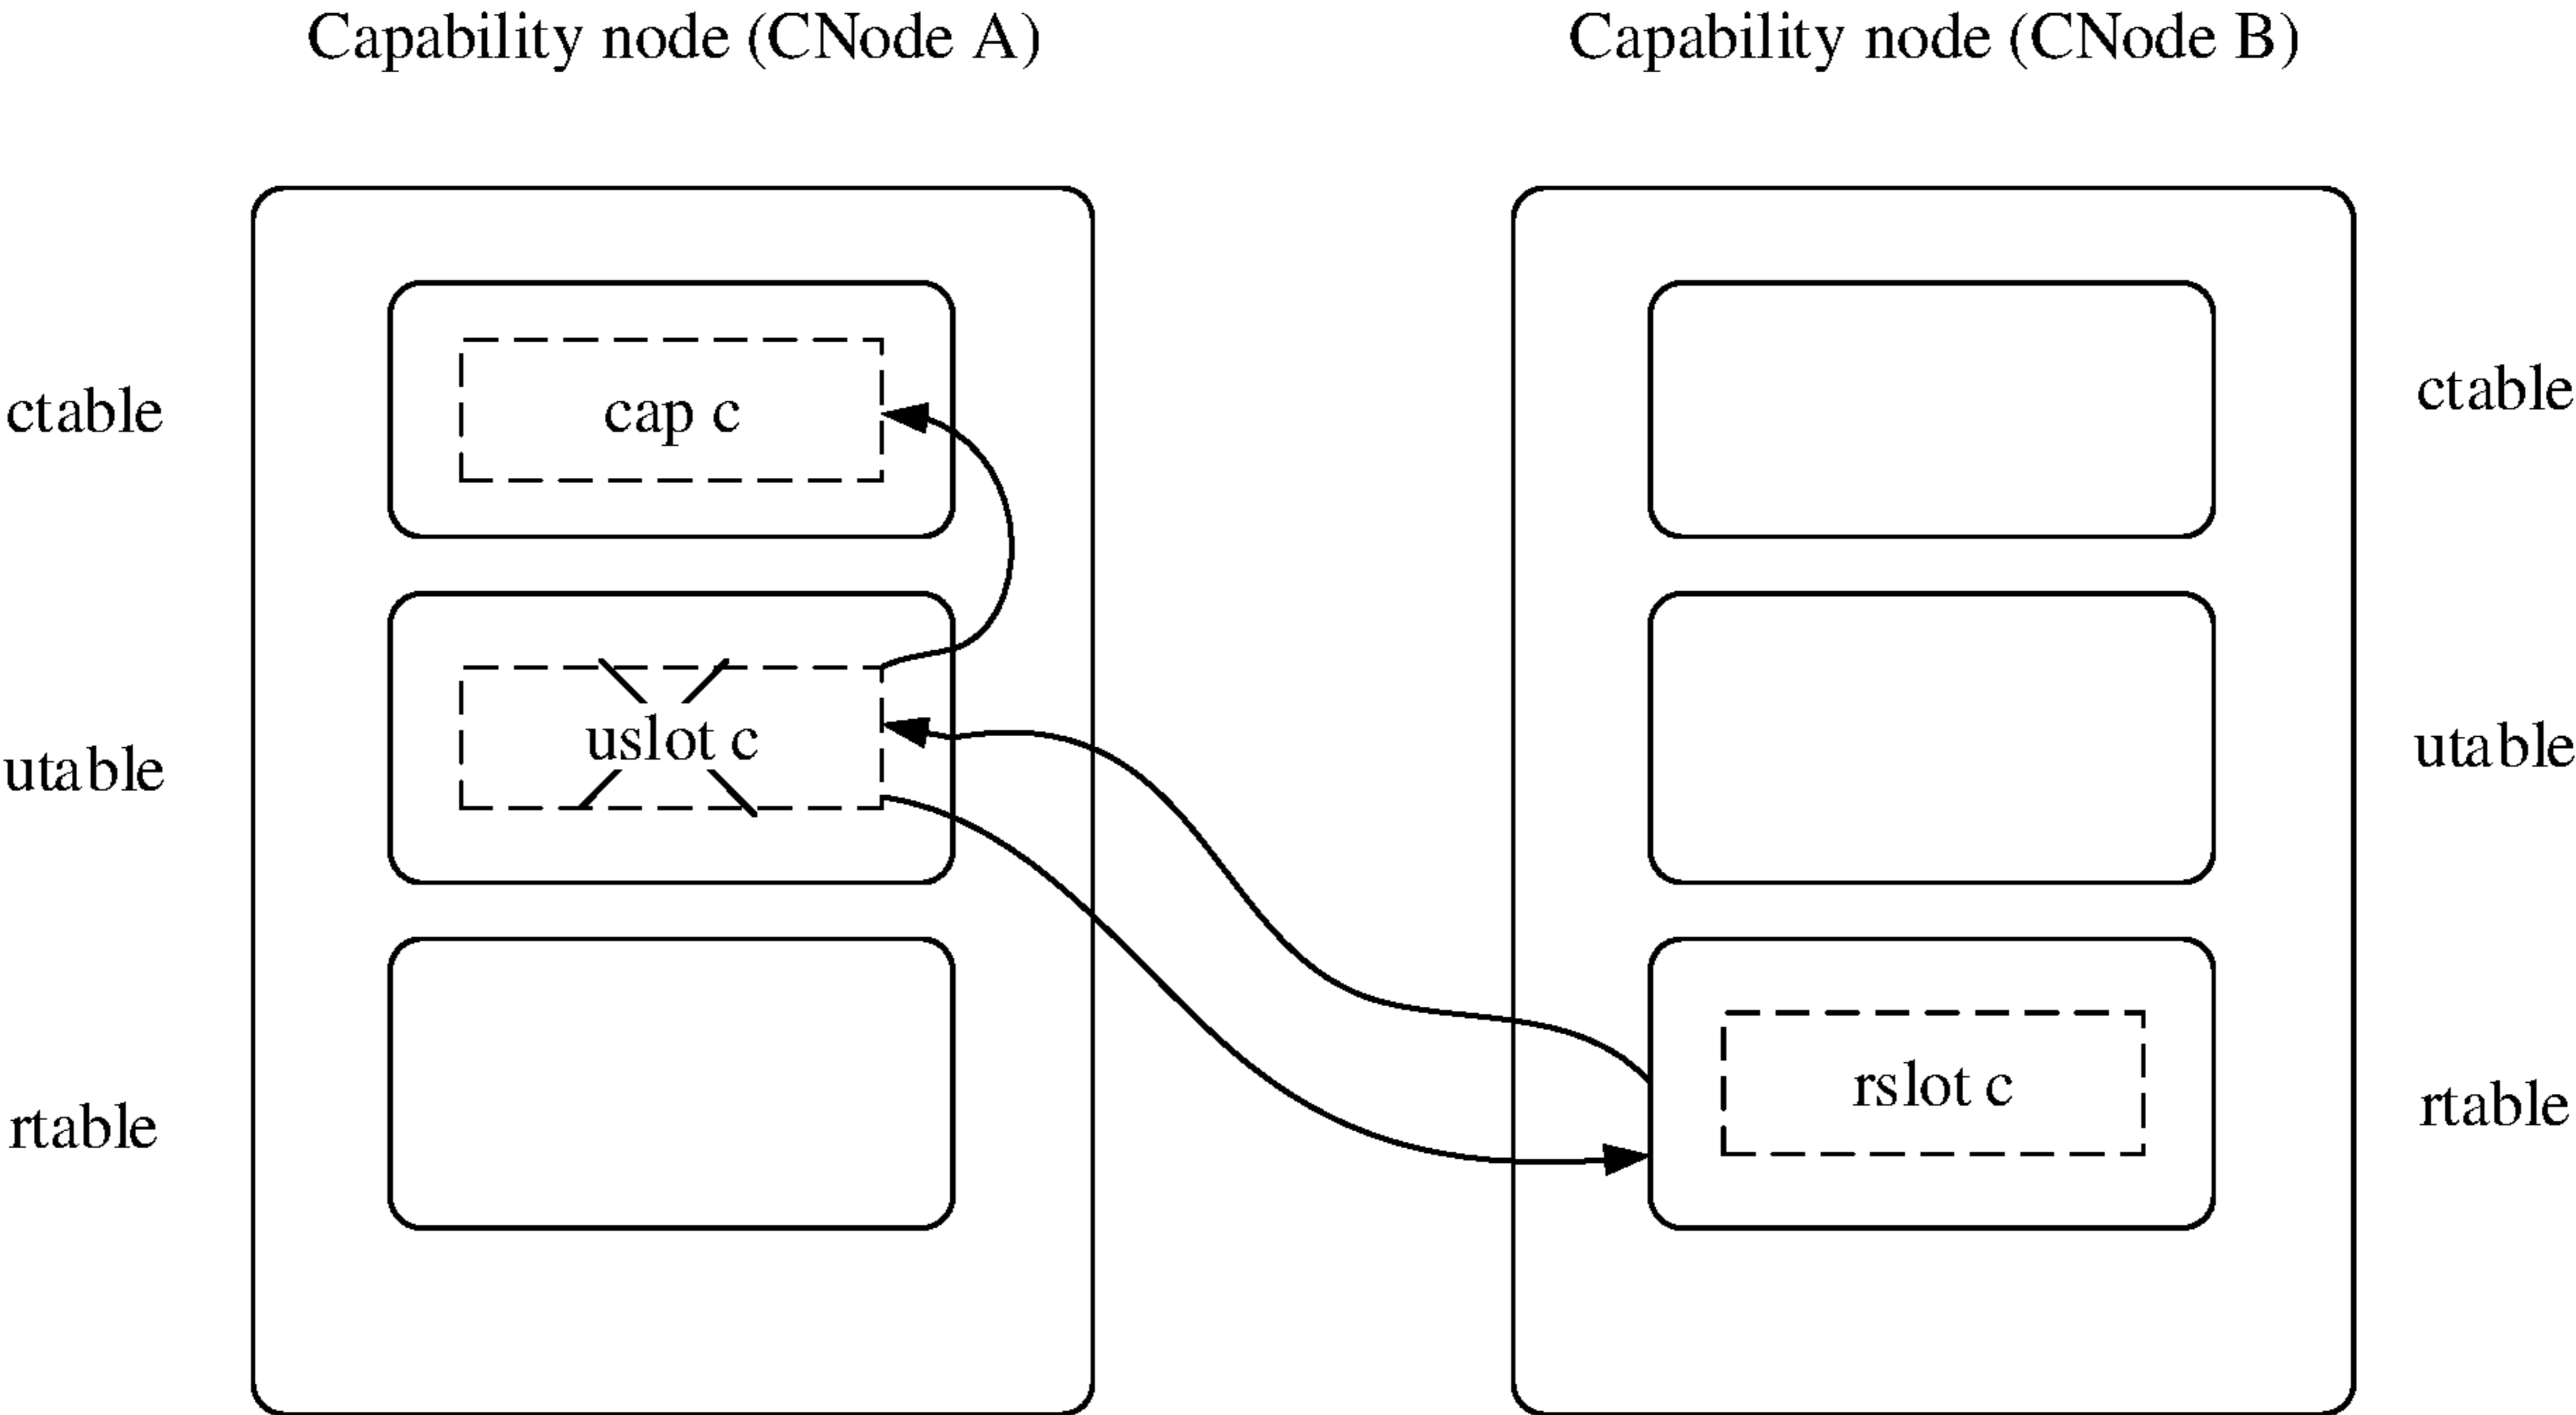 Capability node (CNode A)
Capability node (CNode B)
ctable
cap c
ctable
utable
uslot c
utable
rtable
rslot c
rtable